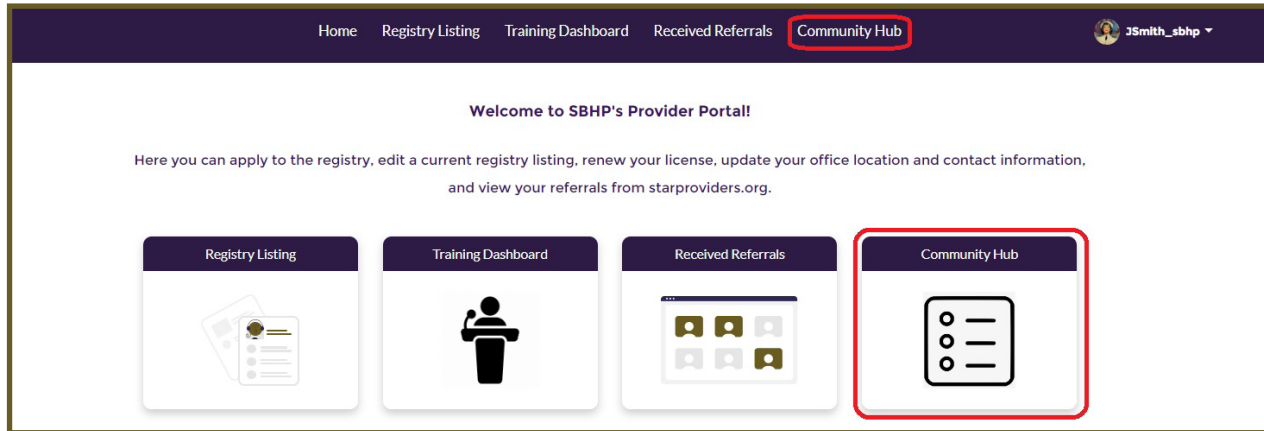 Home Registry Listing Training Dashboard Received Referrals Community Hub JSmith_sbhp
Welcome to SBHP's Provider Portal!
Here you can apply to the registry, edit a current registry listing, renew your license, update your office location and contact information,
and view your referrals from starproviders.org.
Registry Listing Training Dashboard Received Referrals Community Hub